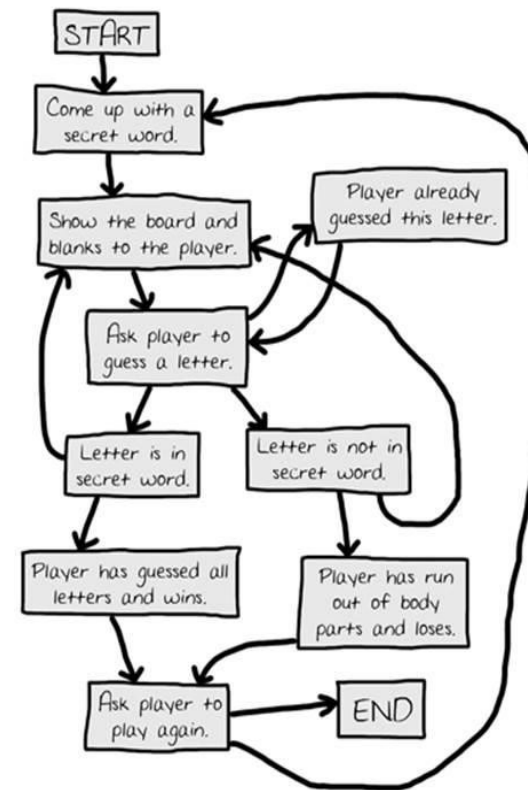 START
Come up with a
secret word.
Show the board and
blanks to the player.
Player already
guessed this letter.
Ask player to
guess a letter.
Letter is in
secret word.
Letter is not in
secret word.
Player has guessed all
letters and wins.
Player has run
out of body
parts and loses.
Ask player to
play again.
END